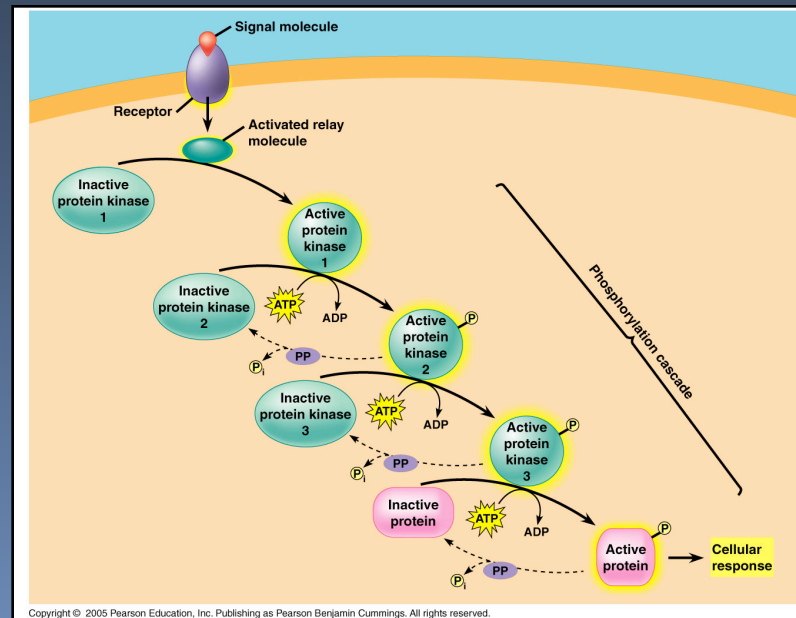 Signal molecule
Receptor
Activated relay
molecule
Inactive
protein kinase
1
Active
protein
kinase
1
Inactive
protein kinase
2
ATP
ADP
PP
Pi
Active
protein
kinase
2
P
Phosphorylation cascade
Inactive
protein kinase
3
ATP
ADP
PP
Pi
Active
protein
kinase
3
P
Inactive
protein
ATP
ADP
PP
Pi
Active
protein
P
Cellular
response
Copyright © 2005 Pearson Education, Inc. Publishing as Pearson Benjamin Cummings. All rights reserved.